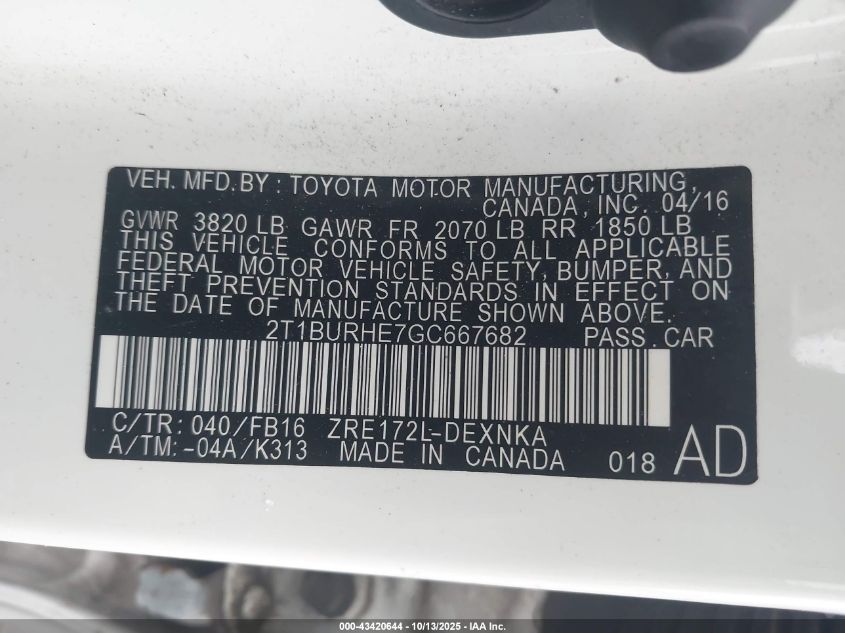 VEH. MFD.BY : TOYOTA MOTOR MANUFACTURING,
CANADA, INC. 04/16
GVWR 3820 LB GAWR FR 2070 LB RR 1850 LB
THIS VEHICLE CONFORMS TO ALL APPLICABLE
FEDERAL MOTOR VEHICLE SAFETY, BUMPER, AND
THEFT PREVENTION STANDARDS IN EFFECT ON
THE DATE OF MANUFACTURE SHOWN ABOVE.
2T1BURHE7GC667682 PASS.CAR
C/TR: 040/FB16 ZRE172L-DEXNKA
A/TM: -04A/K313 MADE IN CANADA 018 AD
000-43420644 | 10/13/2025 - IAA Inc.